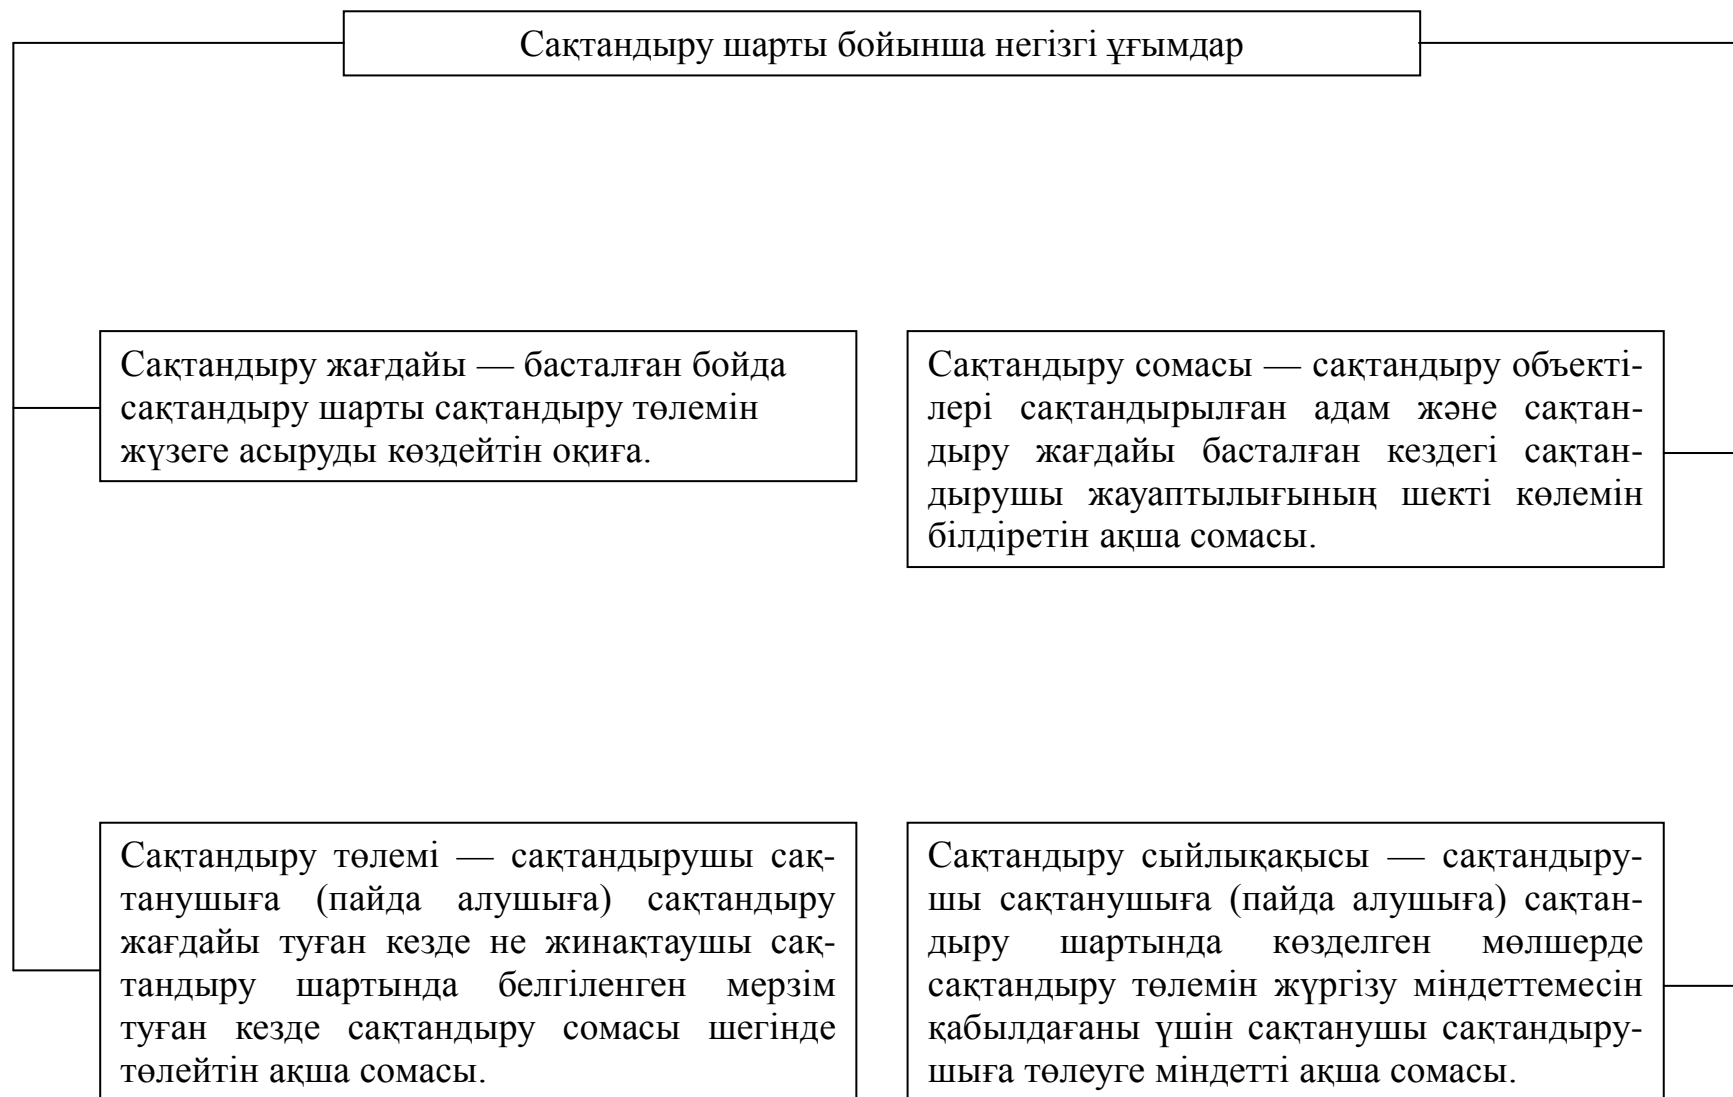 Сақтандыру шарты бойынша негізгі ұғымдар
Сақтандыру жағдайы — басталған бойда
сақтандыру шарты сақтандыру төлемін
жүзеге асыруды көздейтін оқиға.
Сақтандыру сомасы — сақтандыру объекті-
лері сақтандырылған адам және сақтан-
дыру жағдайы басталған кездегі сақтан-
дырушы жауаптылығының шекті көлемін
білдіретін ақша сомасы.
Сақтандыру төлемі — сақтандырушы сақ-
танушыға (пайда алушыға) сақтандыру
жағдайы туған кезде не жинақтаушы сақ-
тандыру шартында белгіленген мерзім
туған кезде сақтандыру сомасы шегінде
төлейтін ақша сомасы.
Сақтандыру сыйлықақысы — сақтандыру-
шы сақтанушыға (пайда алушыға) сақтан-
дыру шартында көзделген мөлшерде
сақтандыру төлемін жүргізу міндеттемесін
қабылдағаны үшін сақтанушы сақтандыру-
шыға төлеуге міндетті ақша сомасы.